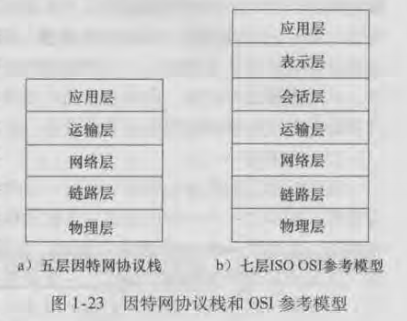 应用层
运输层
网络层
链路层
物理层
a）五层因特网协议栈
应用层
表示层
会话层
运输层
网络层
链路层
物理层
b）七层ISO OSI参考模型
图 1-23 因特网协议栈和 OSI 参考模型